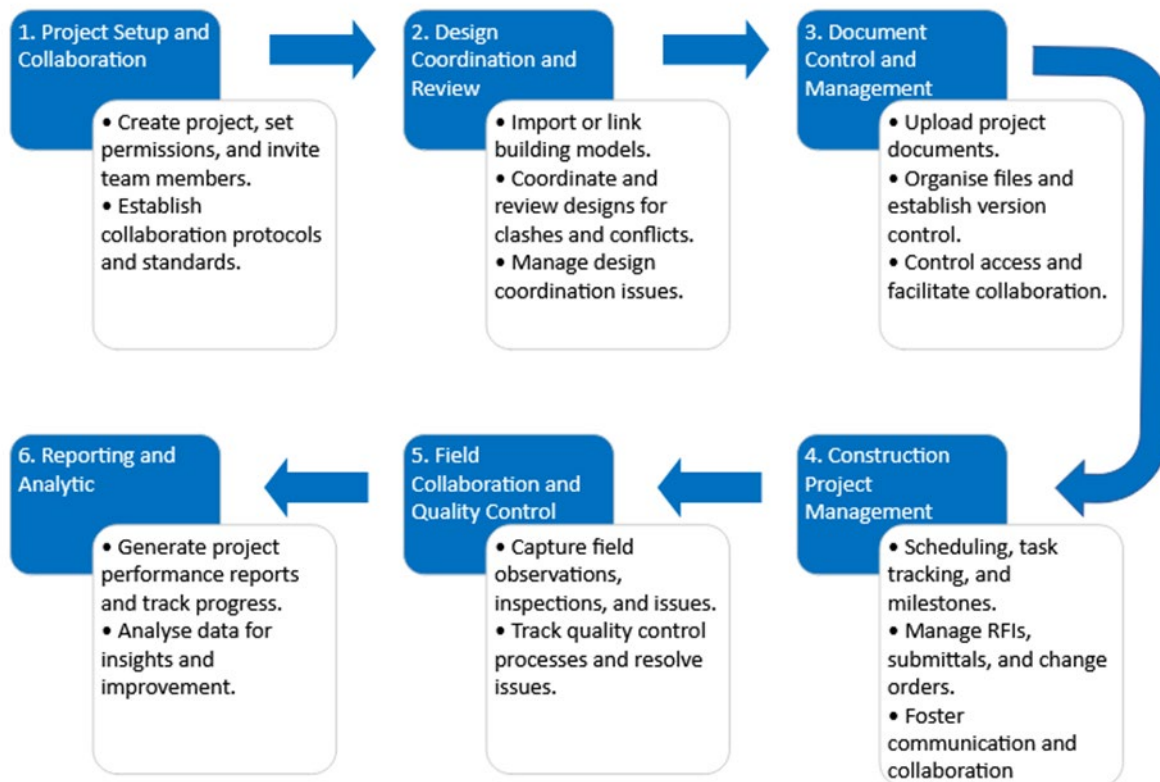 1. Project Setup and
Collaboration
• Create project, set
permissions, and invite
team members.
• Establish
collaboration protocols
and standards.
2. Design
Coordination and
Review
• Import or link
building models.
• Coordinate and
review designs for
clashes and conflicts.
• Manage design
coordination issues.
3. Document
Control and
Management
• Upload project
documents.
• Organise files and
establish version
control.
• Control access and
facilitate collaboration.
4. Construction
Project
Management
• Scheduling, task
tracking, and
milestones.
• Manage RFIs,
submittals, and change
orders.
• Foster
communication and
collaboration
5. Field
Collaboration and
Quality Control
• Capture field
observations,
inspections, and issues.
• Track quality control
processes and resolve
issues.
6. Reporting and
Analytic
• Generate project
performance reports
and track progress.
• Analyse data for
insights and
improvement.